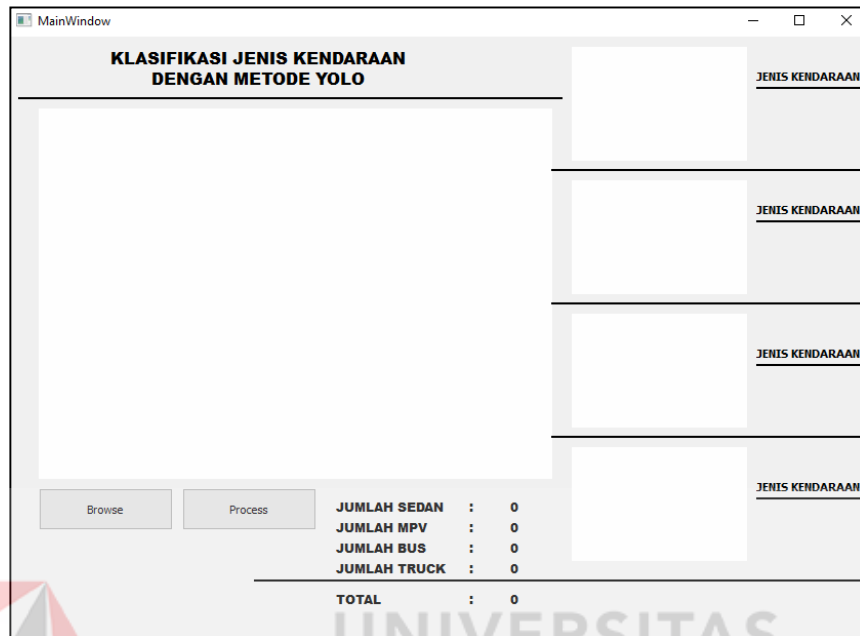 MainWindow
KLASIFIKASI JENIS KENDARAAN
DENGAN METODE YOLO
JENIS KENDARAAN
JENIS KENDARAAN
JENIS KENDARAAN
JENIS KENDARAAN
Browse
Process
JUMLAH SEDAN : 0
JUMLAH MPV : 0
JUMLAH BUS : 0
JUMLAH TRUCK : 0
TOTAL : 0
UNIVERSITAS